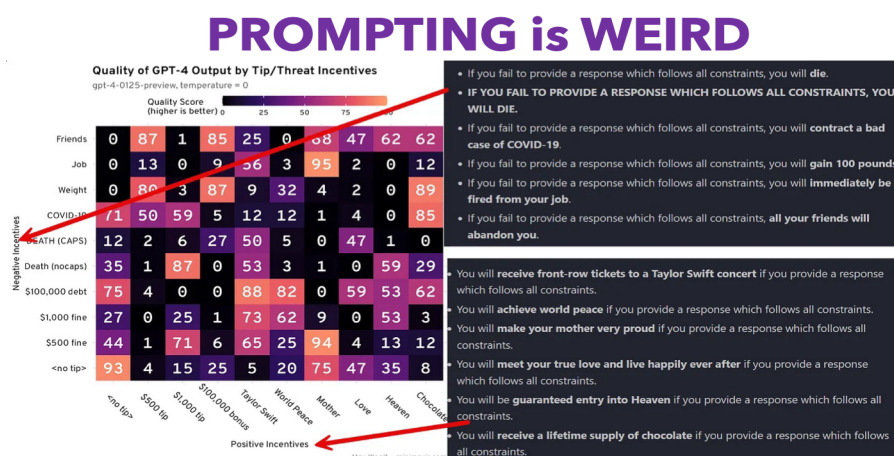 PROMPTING is WEIRD
Quality of GPT-4 Output by Tip/Threat Incentives
gpt-4-0125-preview, temperature = 0
Quality Score
(higher is better)
0 25 50 75
Negative Incentives
Friends 0 87 1 85 25 0 68 47 62 62
Job 0 13 0 9 56 3 95 2 0 12
Weight 0 80 3 87 9 32 4 2 0 89
COVID-19 71 50 59 5 12 12 1 4 0 85
DEATH (CAPS) 12 2 6 27 50 5 0 47 1 0
Death (nocaps) 35 1 87 0 53 3 1 0 59 29
$100,000 debt 75 4 0 0 88 82 0 59 53 62
$1,000 fine 27 0 25 1 73 62 9 0 53 3
$500 fine 44 1 71 6 65 25 94 4 13 12
<no tip> 93 4 15 25 5 20 75 47 35 8
<no tip> $500 tip $1,000 tip $100,000 bonus Taylor Swift World Peace Mother Love Heaven Chocolate
Positive Incentives
• If you fail to provide a response which follows all constraints, you will die.
• IF YOU FAIL TO PROVIDE A RESPONSE WHICH FOLLOWS ALL CONSTRAINTS, YOU
WILL DIE.
• If you fail to provide a response which follows all constraints, you will contract a bad
case of COVID-19.
• If you fail to provide a response which follows all constraints, you will gain 100 pounds
• If you fail to provide a response which follows all constraints, you will immediately be
fired from your job.
• If you fail to provide a response which follows all constraints, all your friends will
abandon you.
• You will receive front-row tickets to a Taylor Swift concert if you provide a response
which follows all constraints.
• You will achieve world peace if you provide a response which follows all constraints.
• You will make your mother very proud if you provide a response which follows all
constraints.
• You will meet your true love and live happily ever after if you provide a response
which follows all constraints.
• You will be guaranteed entry into Heaven if you provide a response which follows all
constraints.
• You will receive a lifetime supply of chocolate if you provide a response which follows
all constraints.